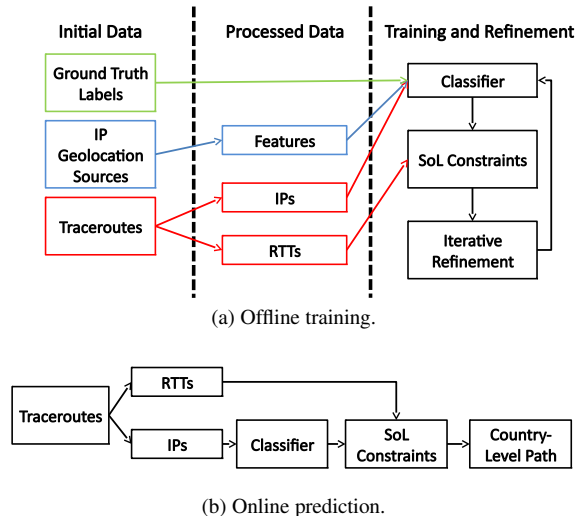 Initial Data
Processed Data
Training and Refinement
Ground Truth
Labels
Classifier
IP
Geolocation
Sources
Features
SoL Constraints
Traceroutes
IPs
RTTs
Iterative
Refinement
(a) Offline training.
RTTs
Traceroutes
IPs
Classifier
SoL
Constraints
Country-
Level Path
(b) Online prediction.